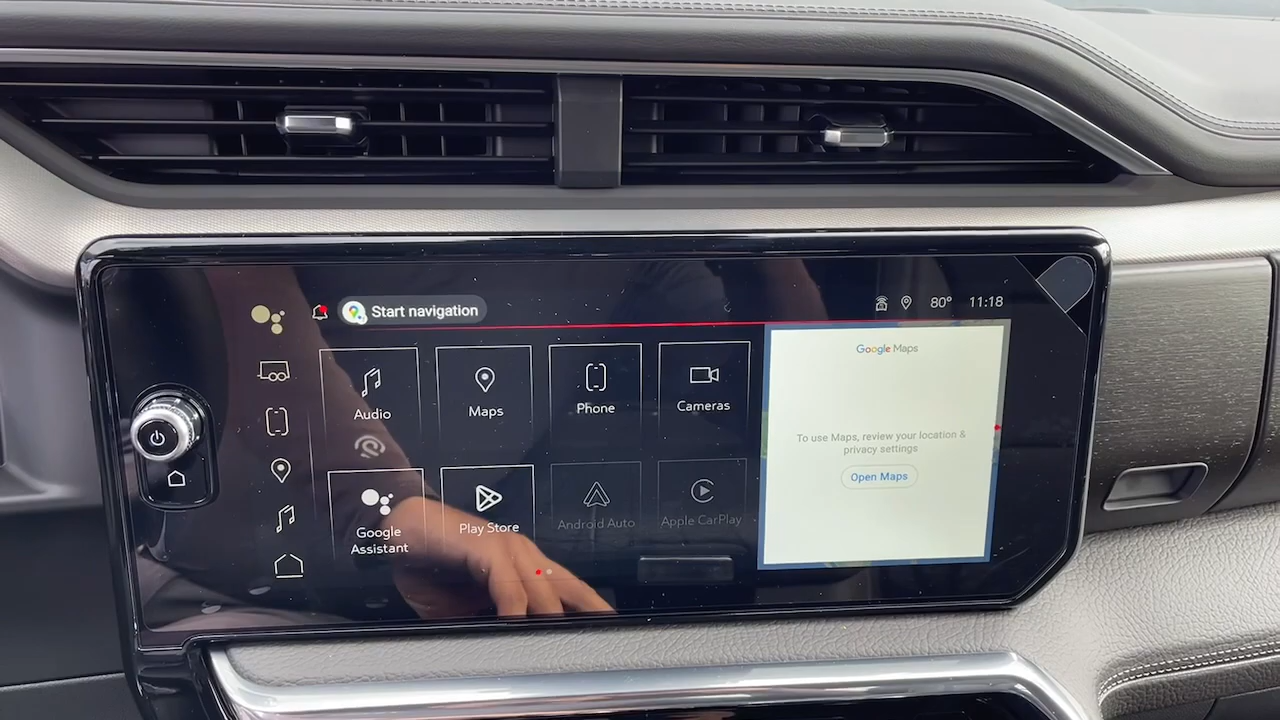 Start navigation
80° 11:18
Audio
Maps
Phone
Cameras
Google
Assistant
Play Store
Android Auto
Apple CarPlay
Google Maps
To use Maps, review your location &
privacy settings
Open Maps